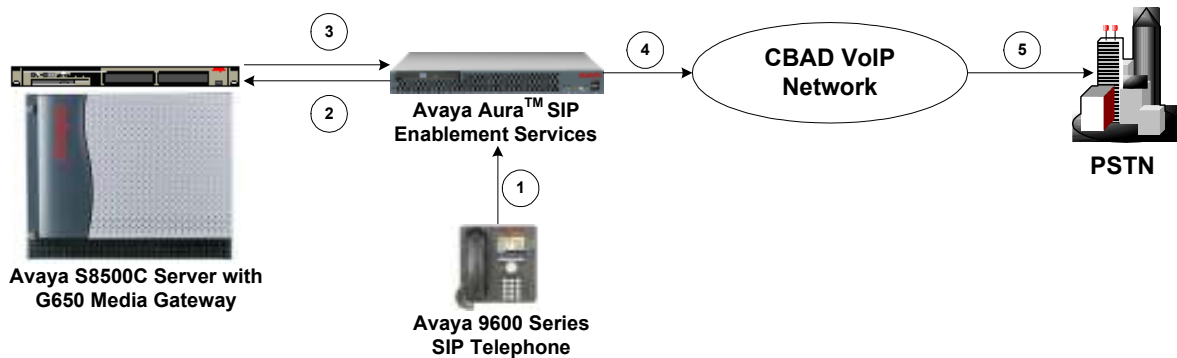 3
4
5
2
CBAD VoIP
Network
Avaya Aura™ SIP
Enablement Services
PSTN
1
Avaya S8500C Server with
G650 Media Gateway
Avaya 9600 Series
SIP Telephone